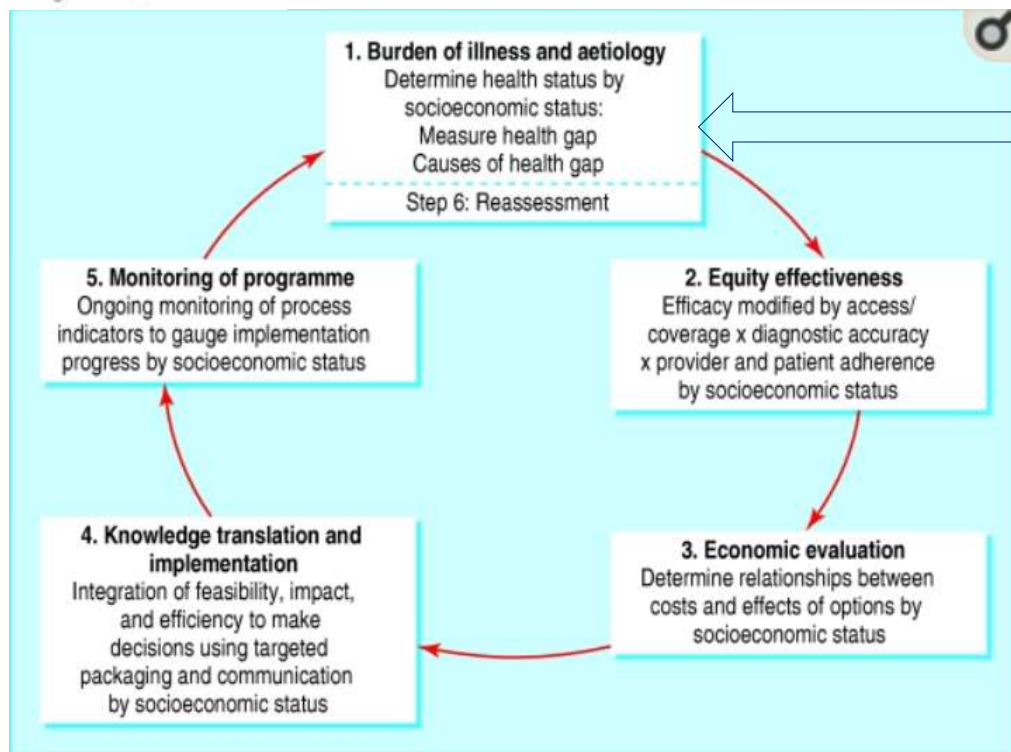 1. Burden of illness and aetiology
Determine health status by
socioeconomic status:
Measure health gap
Causes of health gap
Step 6: Reassessment
2. Equity effectiveness
Efficacy modified by access/
coverage x diagnostic accuracy
x provider and patient adherence
by socioeconomic status
3. Economic evaluation
Determine relationships between
costs and effects of options by
socioeconomic status
4. Knowledge translation and
implementation
Integration of feasibility, impact,
and efficiency to make
decisions using targeted
packaging and communication
by socioeconomic status
5. Monitoring of programme
Ongoing monitoring of process
indicators to gauge implementation
progress by socioeconomic status